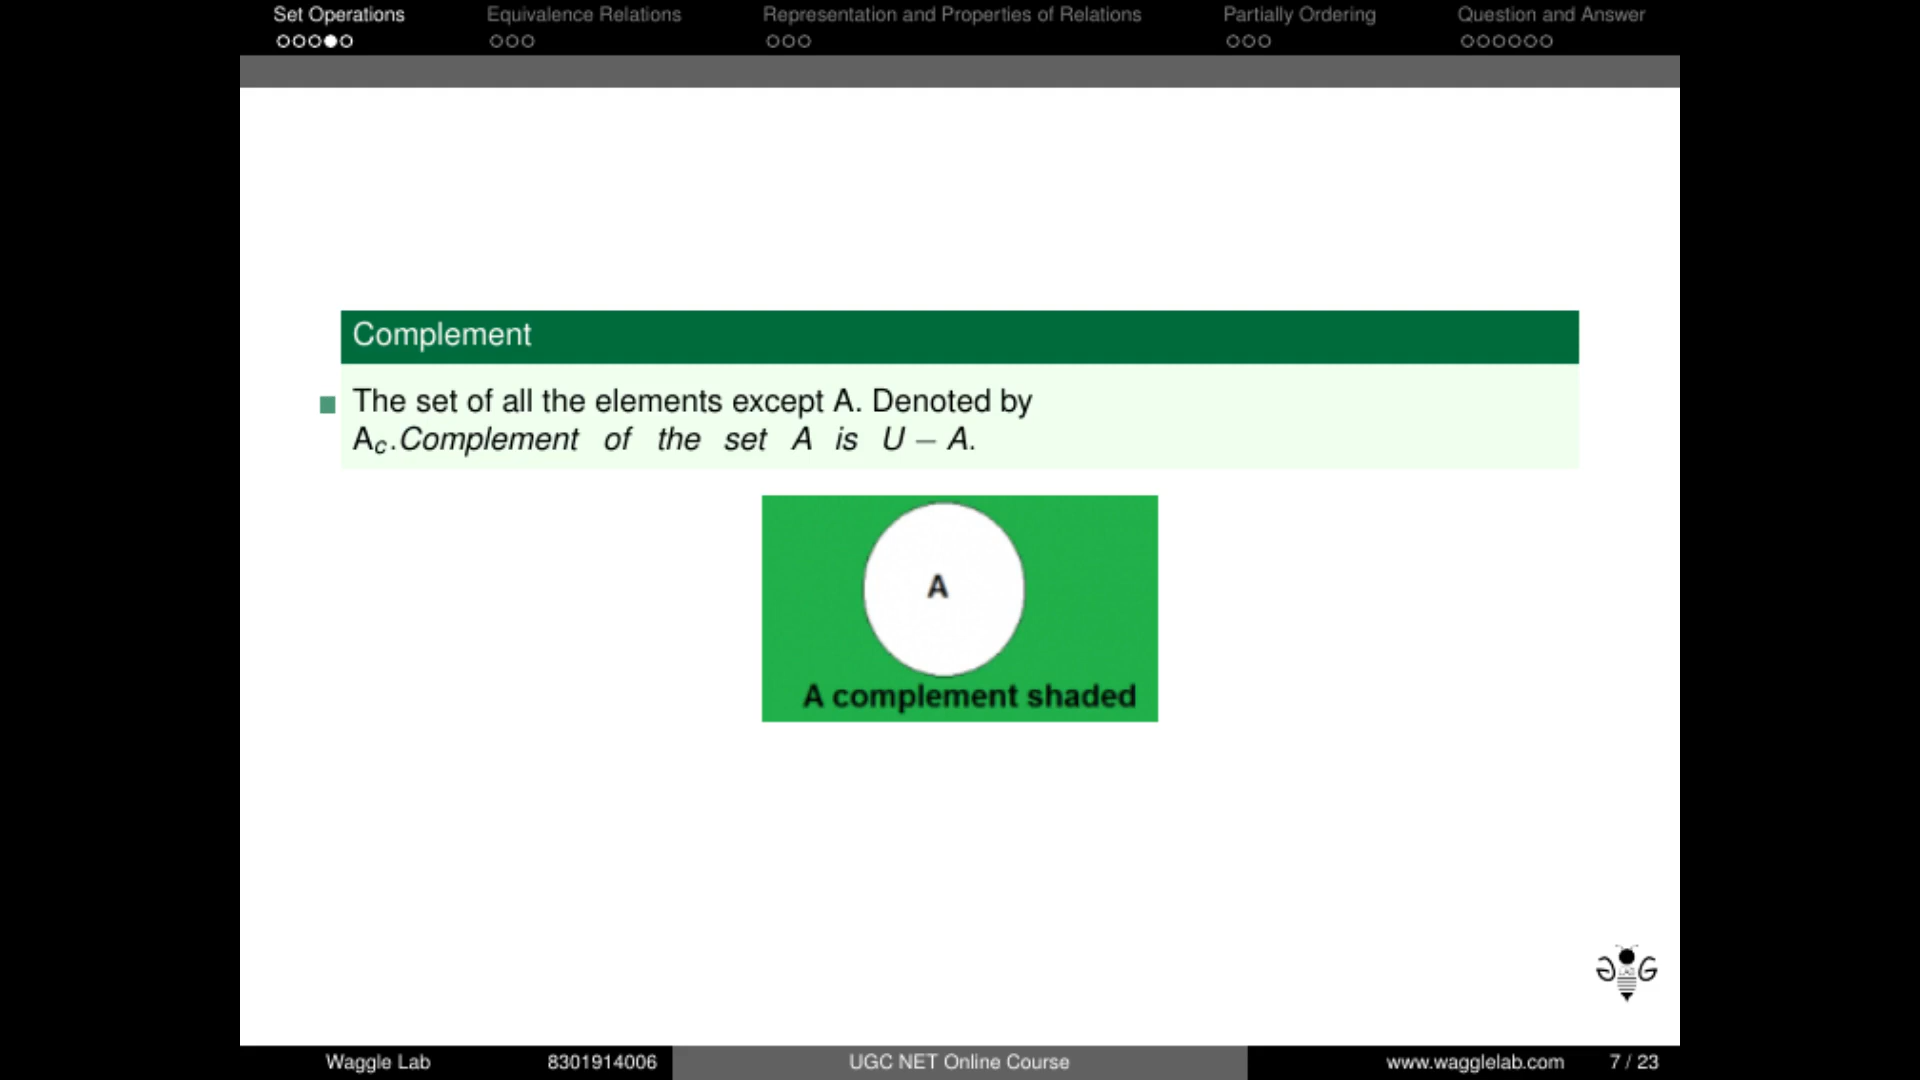 Set Operations
Equivalence Relations
Representation and Properties of Relations
Partially Ordering
Question and Answer
Complement
The set of all the elements except A. Denoted by
A_c.Complement of the set A is U − A.
A
A complement shaded
Waggle Lab
8301914006
UGC NET Online Course
www.wagglelab.com
7 / 23